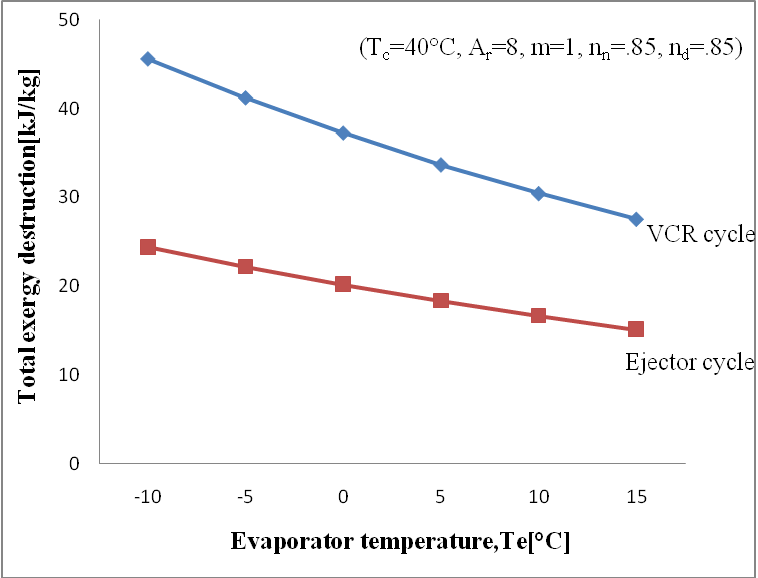 50
(Tc=40°C, Ar=8, m=1, nn=.85, nd=.85)
40
30
20
10
0
VCR cycle
Ejector cycle
-10 -5 0 5 10 15
Evaporator temperature,Te[°C]
Total exergy destruction[kJ/kg]